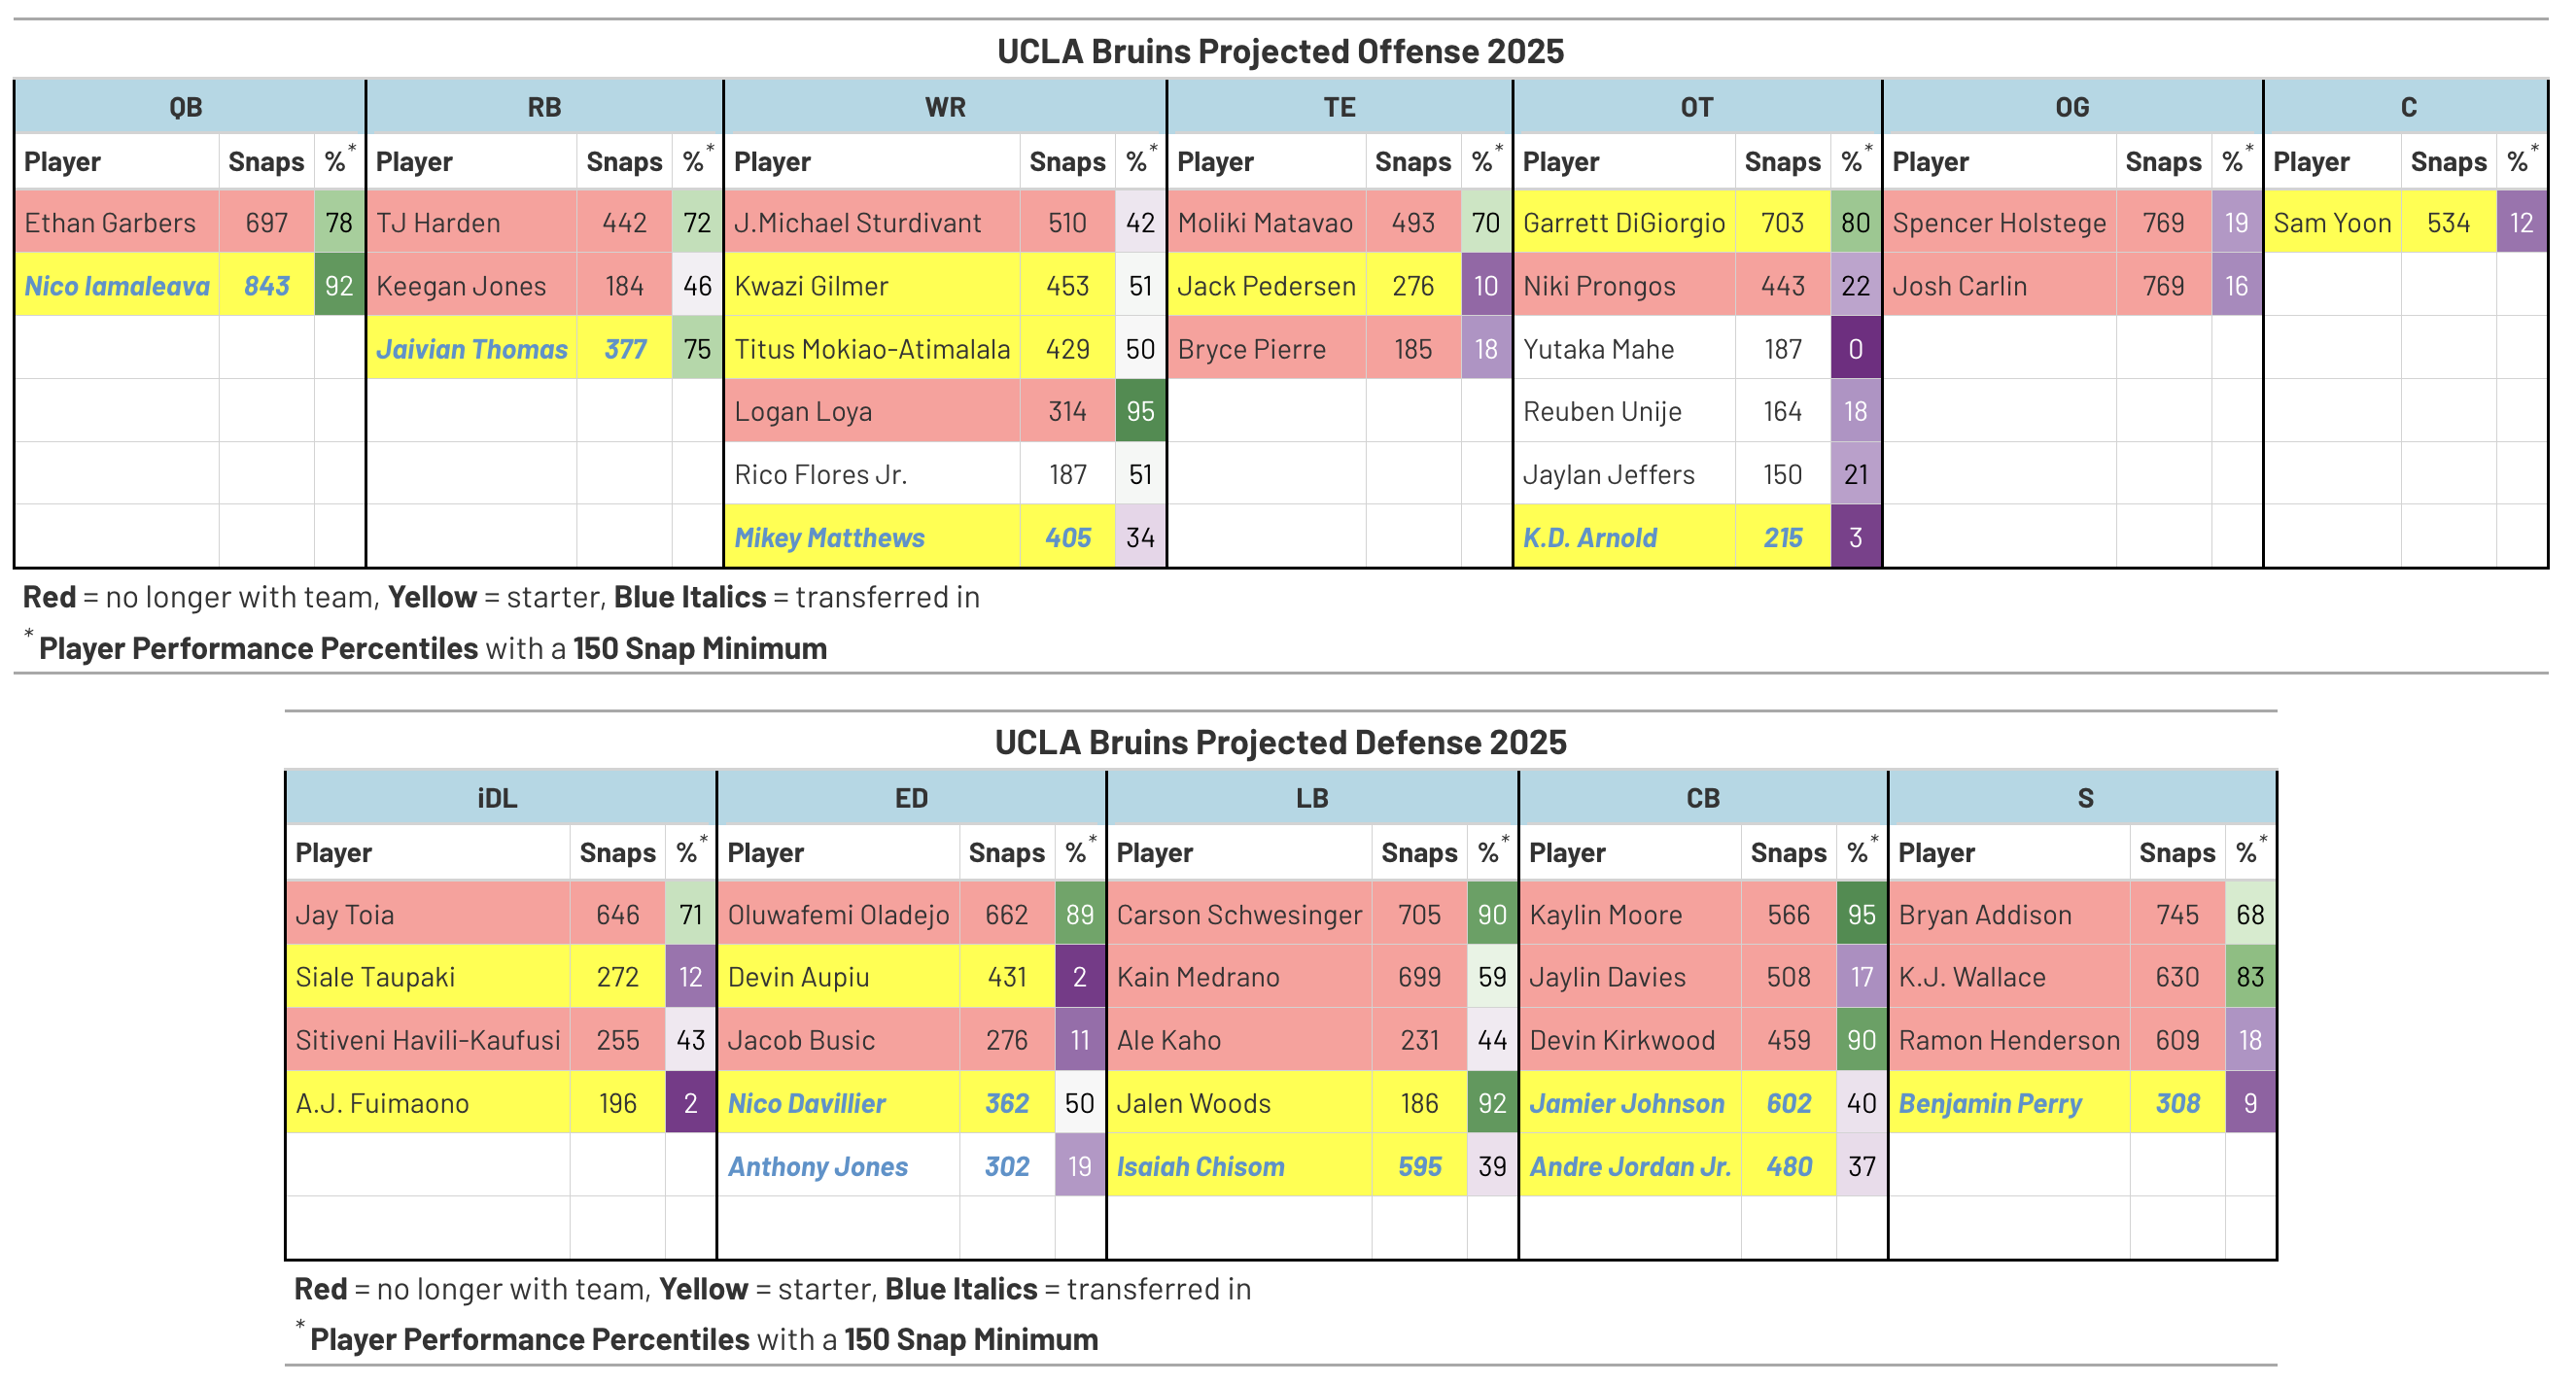 UCLA Bruins Projected Offense 2025
QB RB WR TE OT OG C
Player Snaps %* Player Snaps %* Player Snaps %* Player Snaps %* Player Snaps %* Player Snaps %* Player Snaps %*
Ethan Garbers 697 78 TJ Harden 442 72 J.Michael Sturdivant 510 42 Moliki Matavao 493 70 Garrett DiGiorgio 703 80 Spencer Holstege 769 19 Sam Yoon 534 12
Nico Iamaleava 843 92 Keegan Jones 184 46 Kwazi Gilmer 453 51 Jack Pedersen 276 10 Niki Prongos 443 22 Josh Carlin 769 16
Jaivian Thomas 377 75 Titus Mokiao-Atimalala 429 50 Bryce Pierre 185 18 Yutaka Mahe 187 0
Logan Loya 314 95 Reuben Unije 164 18
Rico Flores Jr. 187 51 Jaylan Jeffers 150 21
Mikey Matthews 405 34 K.D. Arnold 215 3
Red = no longer with team, Yellow = starter, Blue Italics = transferred in
* Player Performance Percentiles with a 150 Snap Minimum
UCLA Bruins Projected Defense 2025
iDL ED LB CB S
Player Snaps %* Player Snaps %* Player Snaps %* Player Snaps %* Player Snaps %*
Jay Toia 646 71 Oluwafemi Oladejo 662 89 Carson Schwesinger 705 90 Kaylin Moore 566 95 Bryan Addison 745 68
Siale Taupaki 272 12 Devin Aupiu 431 2 Kain Medrano 699 59 Jaylin Davies 508 17 K.J. Wallace 630 83
Sitiveni Havili-Kaufusi 255 43 Jacob Busic 276 11 Ale Kaho 231 44 Devin Kirkwood 459 90 Ramon Henderson 609 18
A.J. Fuimaono 196 2 Nico Davillier 362 50 Jalen Woods 186 92 Jamier Johnson 602 40 Benjamin Perry 308 9
Anthony Jones 302 19 Isaiah Chisom 595 39 Andre Jordan Jr. 480 37
Red = no longer with team, Yellow = starter, Blue Italics = transferred in
* Player Performance Percentiles with a 150 Snap Minimum